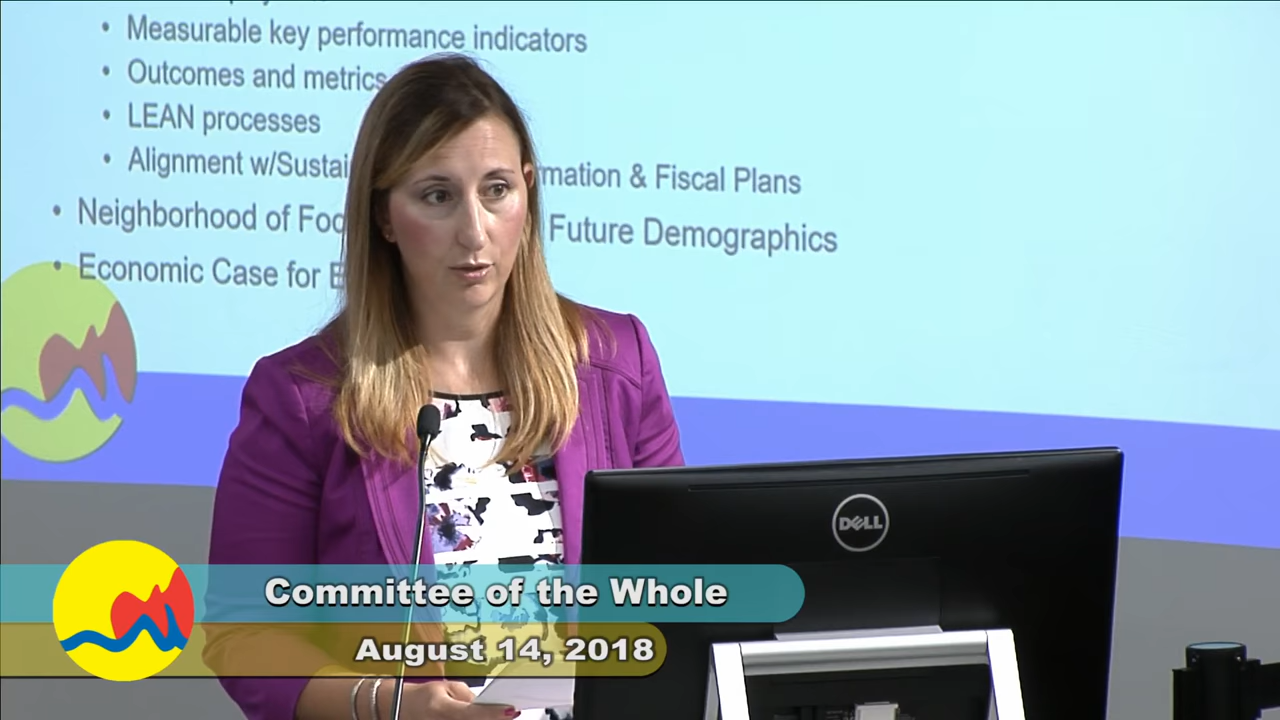 • Measurable key performance indicators
• Outcomes and metrics
• LEAN processes
• Alignment w/Sustai mation & Fiscal Plans
• Neighborhood of Foc Future Demographics
• Economic Case for E
DELL
Committee of the Whole
August 14, 2018